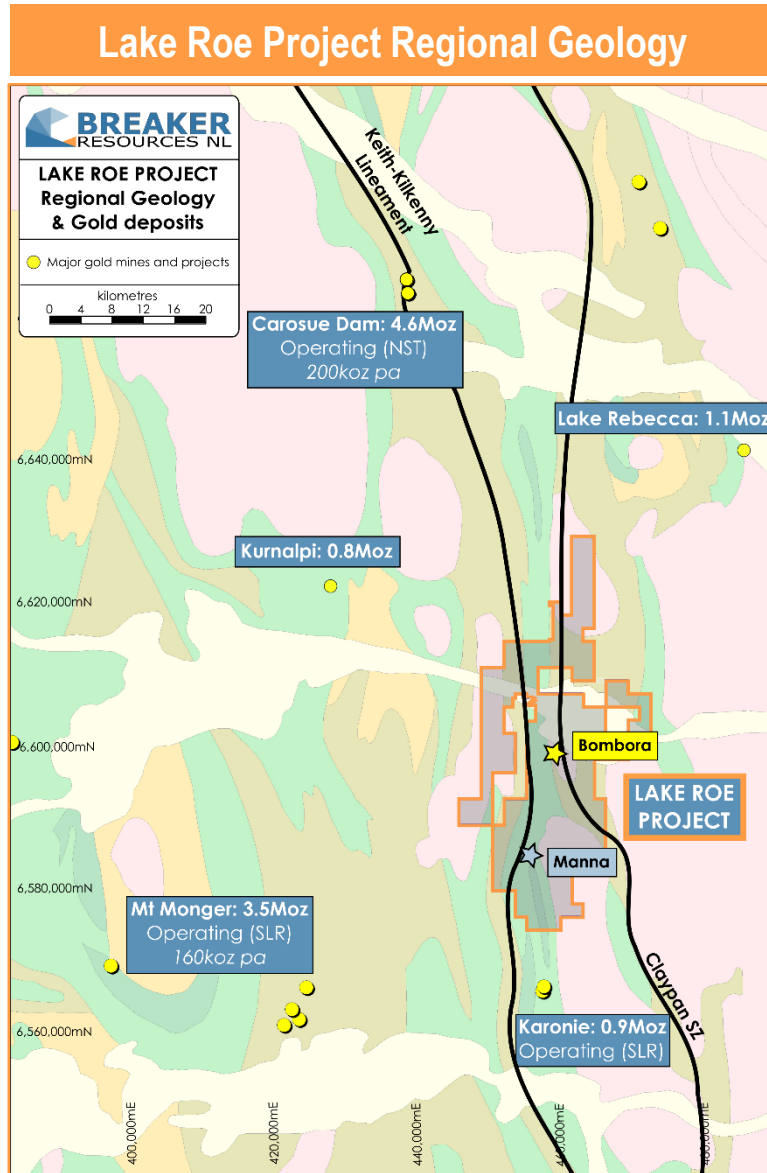 Lake Roe Project Regional Geology
BREAKER
RESOURCES NL
LAKE ROE PROJECT
Regional Geology
& Gold deposits
Major gold mines and projects
kilometres
0 4 8 12 16 20
Keith-Kilkenny
Lineament
Carosue Dam: 4.6Moz
Operating (NST)
200koz pa
Lake Rebecca: 1.1Moz
6,640,000mN
Kurnalpi: 0.8Moz
6,620,000mN
6,600,000mN
Bombora
LAKE ROE
PROJECT
Manna
6,580,000mN
Mt Monger: 3.5Moz
Operating (SLR)
160koz pa
Claypan SZ
Karonie: 0.9Moz
Operating (SLR)
6,560,000mN
400,000mE
420,000mE
440,000mE